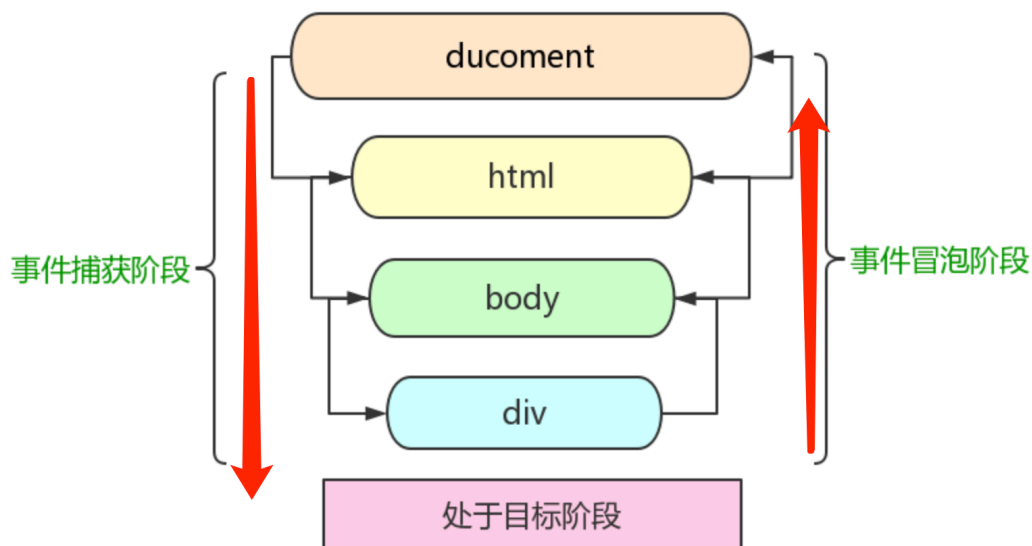 ducoment
html
事件捕获阶段
事件冒泡阶段
body
div
处于目标阶段